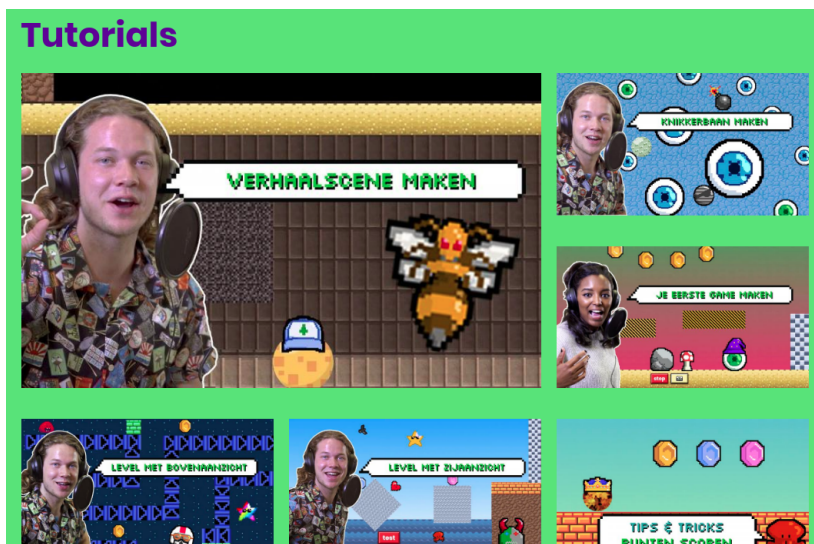 Tutorials
VERHAALSCENE MAKEN
KNIKKERBAAN MAKEN
JE EERSTE GAME MAKEN
stop
LEVEL MET BOVENAANZICHT
LEVEL MET ZIJAANZICHT
test
TIPS & TRICKS
PUNTEN SCOREN